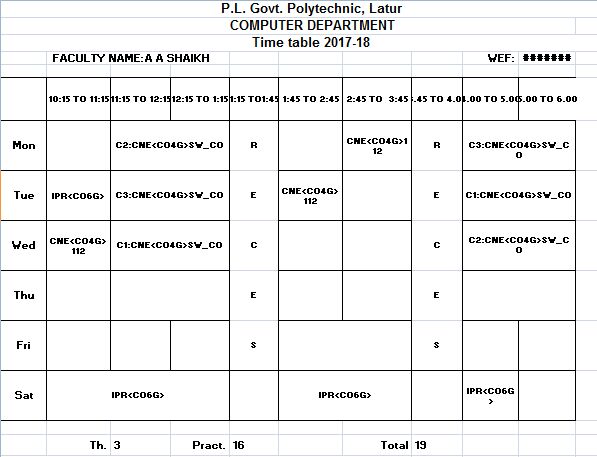 P.L. Govt. Polytechnic, Latur
COMPUTER DEPARTMENT
Time table 2017-18
FACULTY NAME:A A SHAIKH WEF: #######
10:15 TO 11:15 11:15 TO 12:15 12:15 TO 1:15 1:15 TO1:45 1:45 TO 2:45 2:45 TO 3:45 :.45 TO 4.0 4.00 TO 5.00 5.00 TO 6.00
Mon C2:CNE<CO4G>SW_CO R CNE<CO4G>1 R C3:CNE<CO4G>SW_C
12 O
Tue IPR<CO6G> C3:CNE<CO4G>SW_CO E CNE<CO4G> E C1:CNE<CO4G>SW_CO
112
Wed CNE<CO4G> C1:CNE<CO4G>SW_CO C C C2:CNE<CO4G>SW_C
112 O
Thu E E
Fri S S
Sat IPR<CO6G> IPR<CO6G> IPR<CO6G
>
Th. 3 Pract. 16 Total 19